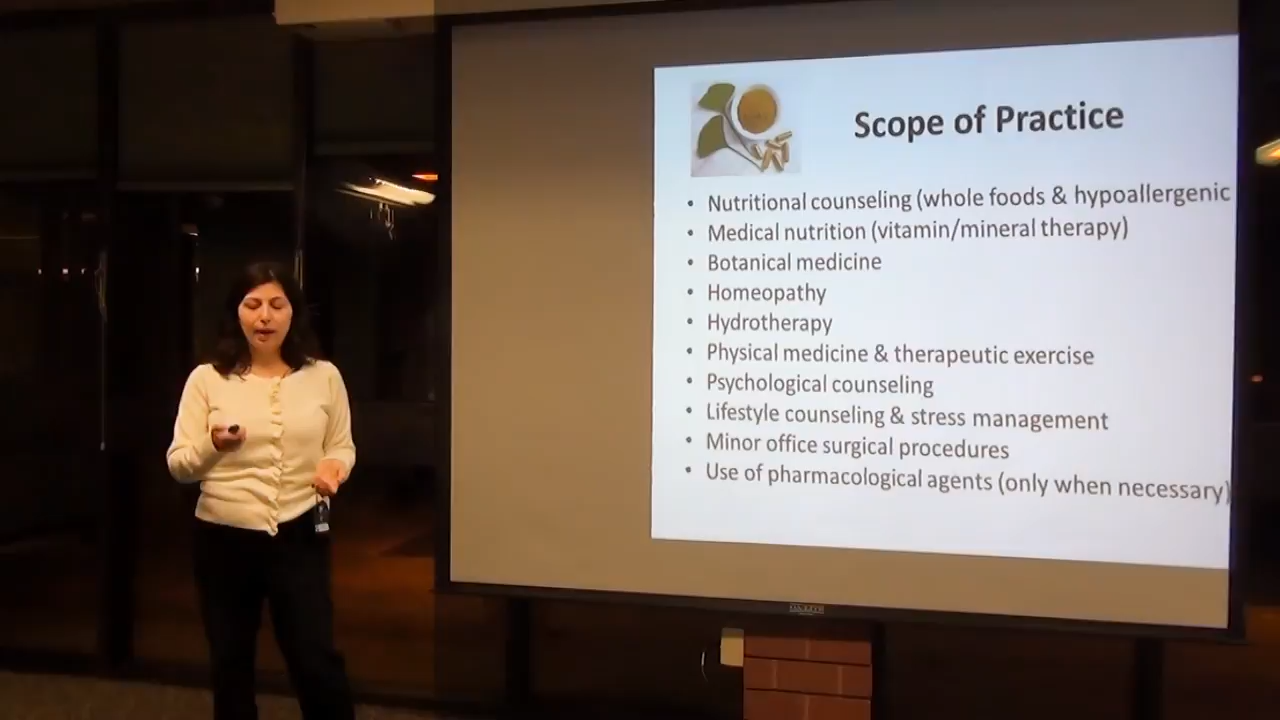 Scope of Practice
• Nutritional counseling (whole foods & hypoallergenic
• Medical nutrition (vitamin/mineral therapy)
• Botanical medicine
• Homeopathy
• Hydrotherapy
• Physical medicine & therapeutic exercise
• Psychological counseling
• Lifestyle counseling & stress management
• Minor office surgical procedures
• Use of pharmacological agents (only when necessary)